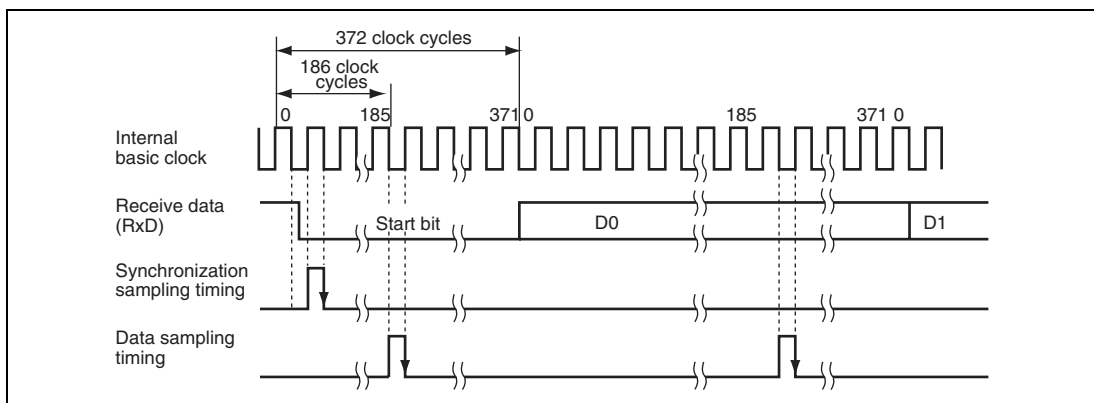 372 clock cycles
186 clock
cycles
0 185 371 0 185 371 0
Internal
basic clock
Receive data
(RxD)
Start bit D0 D1
Synchronization
sampling timing
Data sampling
timing